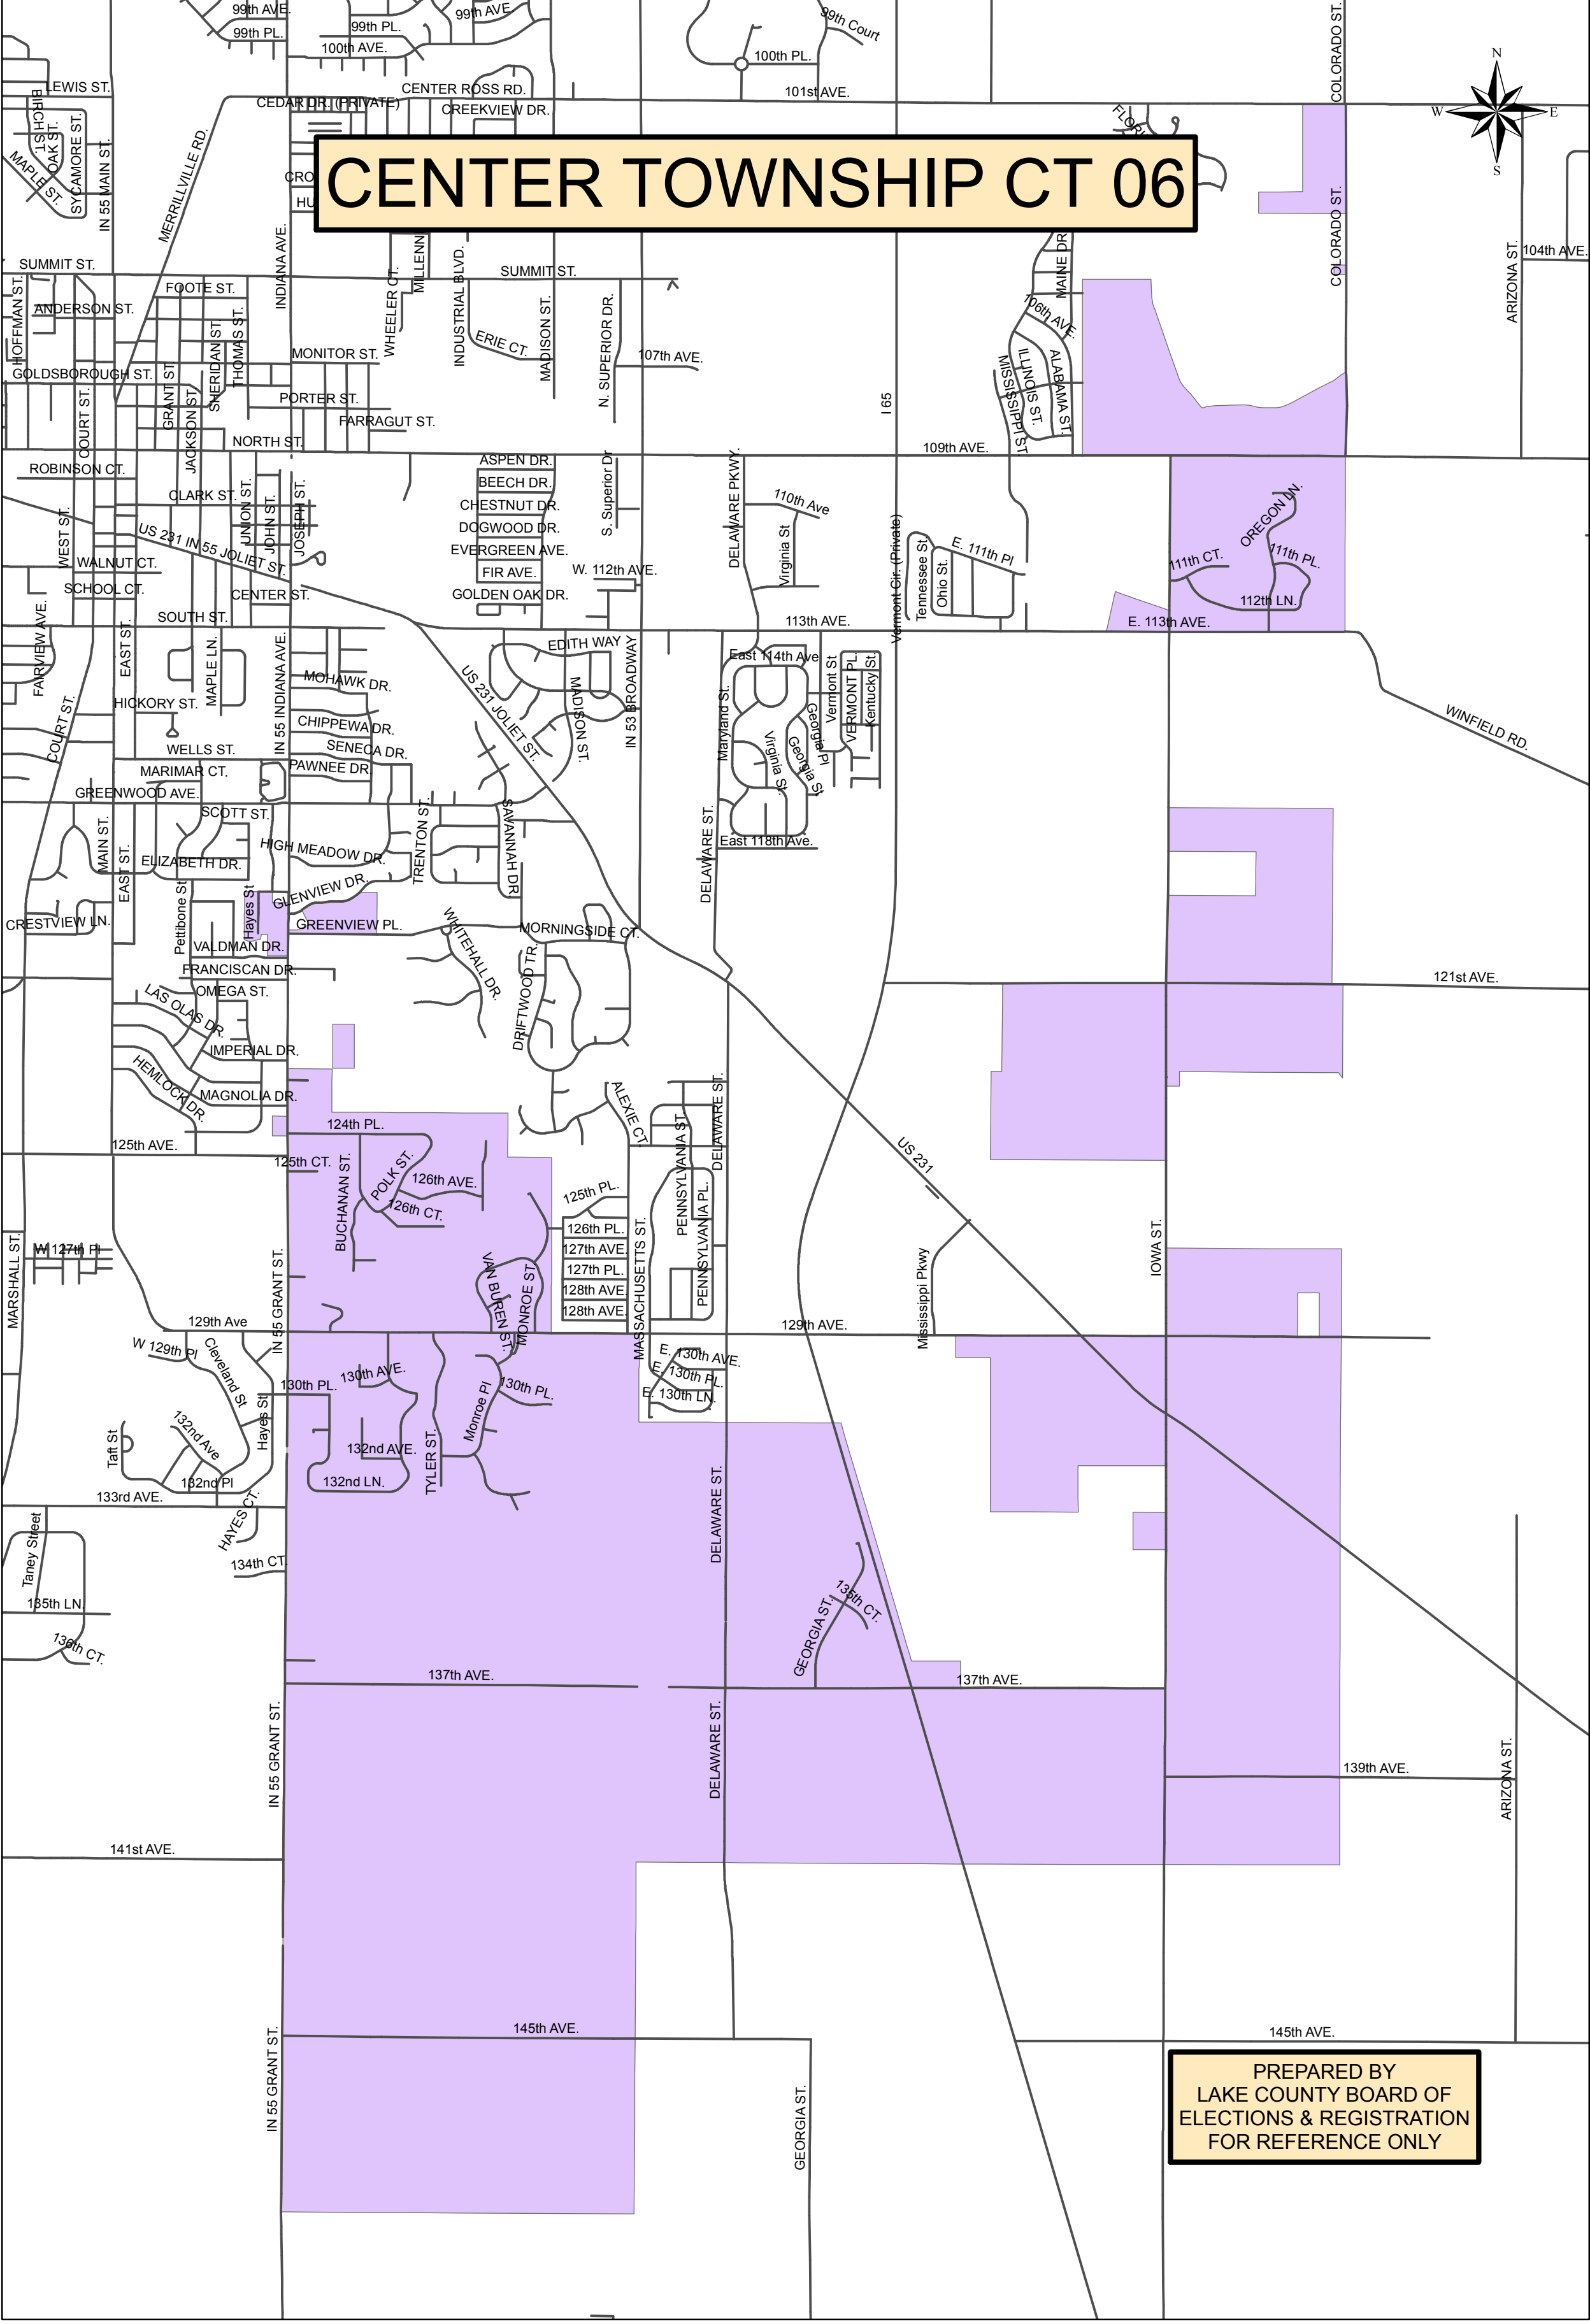 99th AVE.
99th PL.
99th PL.
100th AVE.
99th AVE.
99th Court
100th PL.
COLORADO ST.
N
W
E
S
LEWIS ST.
BIRCH ST.
OAK ST.
MAPLE ST.
SYCAMORE ST.
IN 55 MAIN ST.
MERRILLVILLE RD.
CEDAR DR. (PRIVATE)
CENTER ROSS RD.
CREEKVIEW DR.
101st AVE.
CENTER TOWNSHIP CT 06
INDIANA AVE.
COLORADO ST.
ARIZONA ST.
104th AVE.
SUMMIT ST.
SUMMIT ST.
FOOTE ST.
HOFFMAN ST.
ANDERSON ST.
THOMAS ST.
SHERIDAN ST.
GRANT ST.
JACKSON ST.
COURT ST.
GOLDSBOROUGH ST.
MONITOR ST.
PORTER ST.
FARRAGUT ST.
NORTH ST.
WHEELER CT.
INDUSTRIAL BLVD.
ERIE CT.
MADISON ST.
N. SUPERIOR DR.
107th AVE.
I 65
MAINE DR.
106th AVE.
ILLINOIS ST.
ALABAMA ST.
MISSISSIPPI ST.
109th AVE.
ROBINSON CT.
CLARK ST.
WEST ST.
US 231 IN 55 JOLIET ST.
UNION ST.
JOHN ST.
JOSEPH ST.
WALNUT CT.
SCHOOL CT.
CENTER ST.
SOUTH ST.
ASPEN DR.
BEECH DR.
CHESTNUT DR.
DOGWOOD DR.
EVERGREEN AVE.
FIR AVE.
GOLDEN OAK DR.
S. Superior Dr
W. 112th AVE.
DELAWARE PKWY.
110th Ave
Virginia St
Vermont Cir. (Private)
Tennessee St
Ohio St.
E. 111th Pl
OREGON LN.
111th CT.
111th PL.
112th LN.
113th AVE.
E. 113th AVE.
FAIRVIEW AVE.
EAST ST.
MAPLE LN.
IN 55 INDIANA AVE.
MOHAWK DR.
HICKORY ST.
CHIPPEWA DR.
SENECA DR.
PAWNEE DR.
COURT ST.
WELLS ST.
MARIMAR CT.
GREENWOOD AVE.
US 231 JOLIET ST.
EDITH WAY
MADISON ST.
IN 53 BROADWAY
East 114th Ave
Maryland St.
Virginia St.
Georgia St
Georgia Pl
Vermont St
VERMONT PL.
Kentucky St.
WINFIELD RD.
SCOTT ST.
MAIN ST.
EAST ST.
ELIZABETH DR.
HIGH MEADOW DR.
TRENTON ST.
SAVANNAH DR.
DELAWARE ST.
East 118th Ave.
CRESTVIEW LN.
Pettibone St
Hayes St
GLENVIEW DR.
GREENVIEW PL.
VALDMAN DR.
FRANCISCAN DR.
WHITEHALL DR.
MORNINGSIDE CT.
DRIFTWOOD TR.
121st AVE.
OMEGA ST.
LAS OLAS DR.
IMPERIAL DR.
HEMLOCK DR.
MAGNOLIA DR.
125th AVE.
124th PL.
125th CT.
BUCHANAN ST.
POLK ST.
126th AVE.
126th CT.
ALEXIE CT.
PENNSYLVANIA ST.
DELAWARE ST.
125th PL.
126th PL.
127th AVE.
127th PL.
128th AVE.
128th AVE.
MASSACHUSETTS ST.
PENNSYLVANIA PL.
US 231
IOWA ST.
Mississippi Pkwy
MARSHALL ST.
W 127th Pl
IN 55 GRANT ST.
VAN BUREN ST.
MONROE ST.
129th Ave
129th AVE.
W 129th Pl
Cleveland St
Hayes St
130th PL.
130th AVE.
130th PL.
Monroe Pl
E. 130th AVE.
E. 130th PL.
E. 130th LN.
Taft St
132nd Ave
132nd Pl
132nd AVE.
132nd LN.
TYLER ST.
133rd AVE.
HAYES CT.
134th CT.
Taney Street
135th LN.
136th CT.
DELAWARE ST.
GEORGIA ST.
135th CT.
137th AVE.
137th AVE.
IN 55 GRANT ST.
DELAWARE ST.
139th AVE.
ARIZONA ST.
141st AVE.
145th AVE.
145th AVE.
IN 55 GRANT ST.
GEORGIA ST.
PREPARED BY
LAKE COUNTY BOARD OF
ELECTIONS & REGISTRATION
FOR REFERENCE ONLY